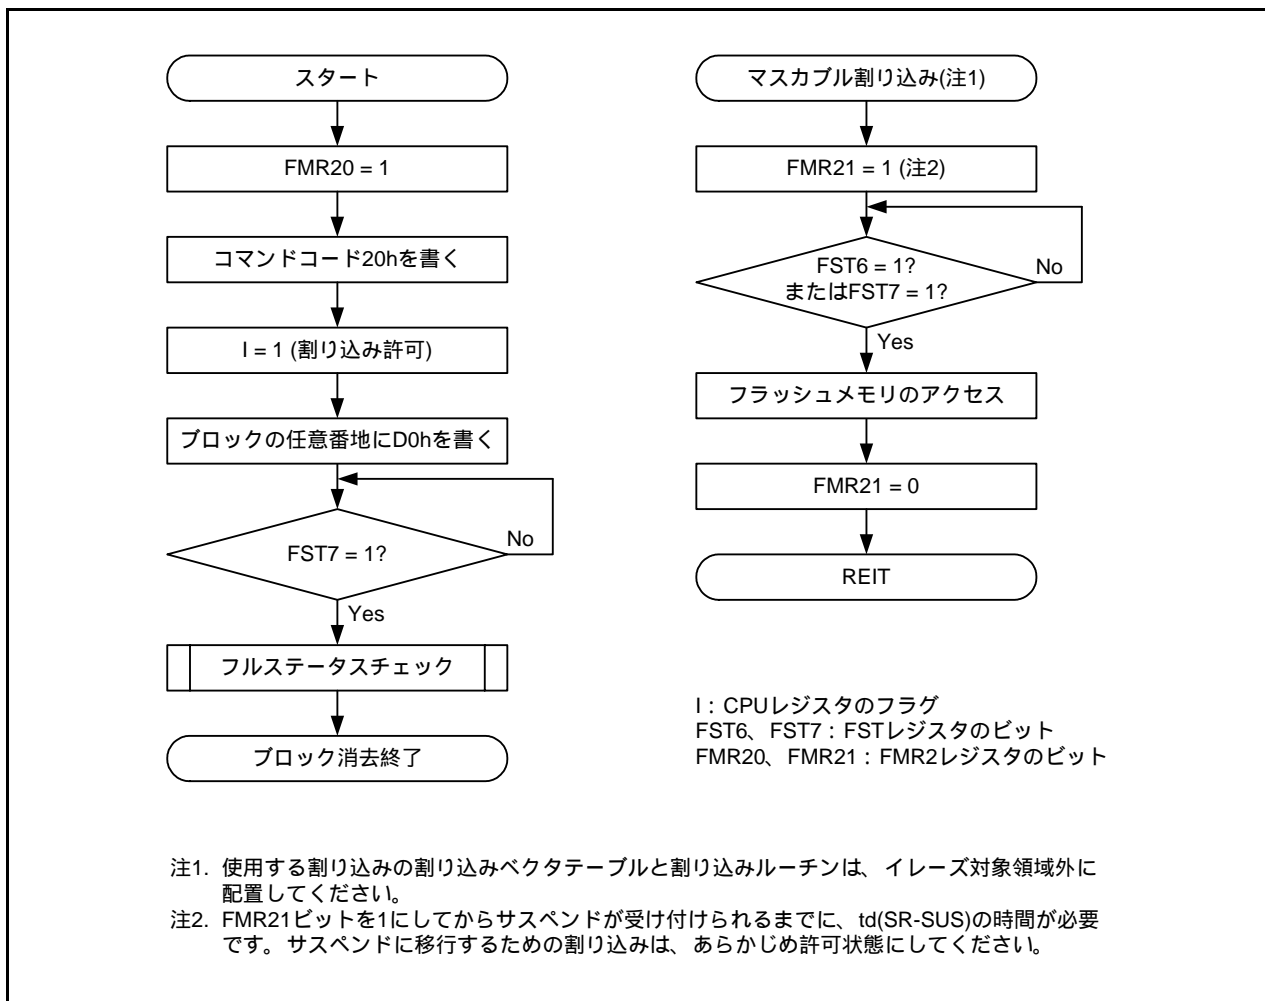 スタート
FMR20 = 1
コマンドコード20hを書く
I = 1 (割り込み許可)
ブロックの任意番地にD0hを書く
FST7 = 1?
No
Yes
フルステータスチェック
ブロック消去終了
マスカブル割り込み(注1)
FMR21 = 1 (注2)
FST6 = 1?
またはFST7 = 1?
No
Yes
フラッシュメモリのアクセス
FMR21 = 0
REIT
I：CPUレジスタのフラグ
FST6、FST7：FSTレジスタのビット
FMR20、FMR21：FMR2レジスタのビット
注1. 使用する割り込みの割り込みベクタテーブルと割り込みルーチンは、イレーズ対象領域外に
配置してください。
注2. FMR21ビットを1にしてからサスペンドが受け付けられるまでに、td(SR-SUS)の時間が必要
です。サスペンドに移行するための割り込みは、あらかじめ許可状態にしてください。